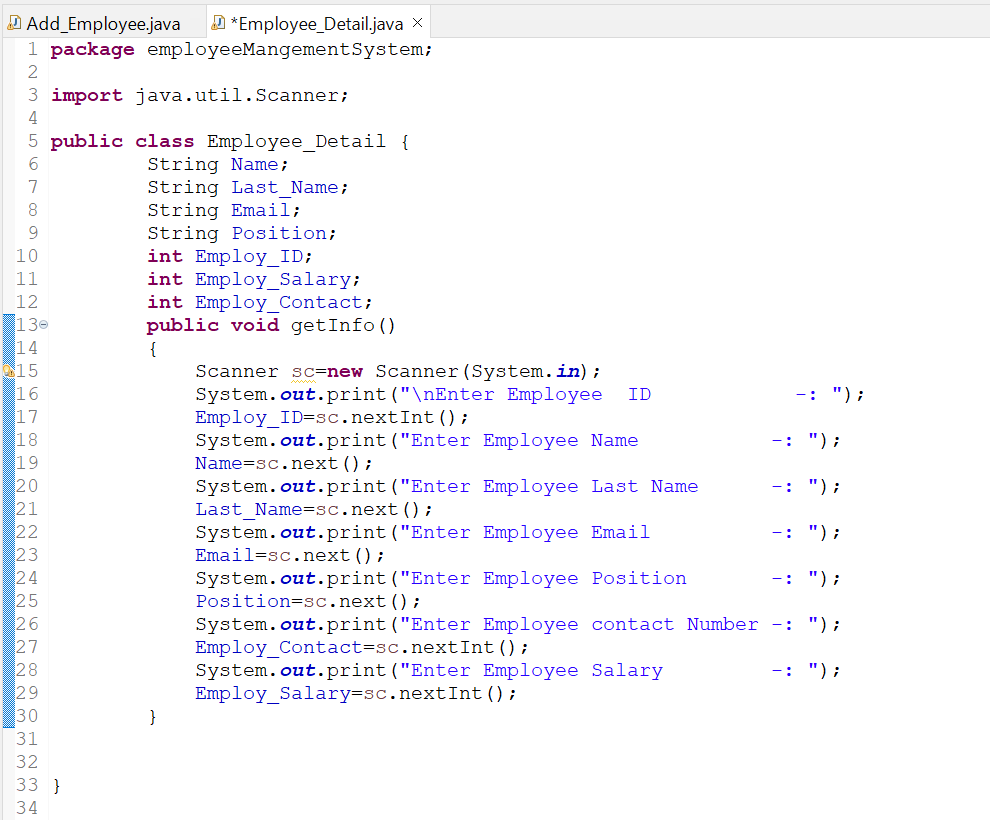 Add_Employee.java *Employee_Detail.java
1 package employeeMangementSystem;
2
3 import java.util.Scanner;
4
5 public class Employee_Detail {
6         String Name;
7         String Last_Name;
8         String Email;
9         String Position;
10         int Employ_ID;
11         int Employ_Salary;
12         int Employ_Contact;
13         public void getInfo()
14         {
15             Scanner sc=new Scanner(System.in);
16             System.out.print("\nEnter Employee  ID            -: ");
17             Employ_ID=sc.nextInt();
18             System.out.print("Enter Employee Name           -: ");
19             Name=sc.next();
20             System.out.print("Enter Employee Last Name      -: ");
21             Last_Name=sc.next();
22             System.out.print("Enter Employee Email          -: ");
23             Email=sc.next();
24             System.out.print("Enter Employee Position       -: ");
25             Position=sc.next();
26             System.out.print("Enter Employee contact Number -: ");
27             Employ_Contact=sc.nextInt();
28             System.out.print("Enter Employee Salary         -: ");
29             Employ_Salary=sc.nextInt();
30         }
31
32
33 }
34